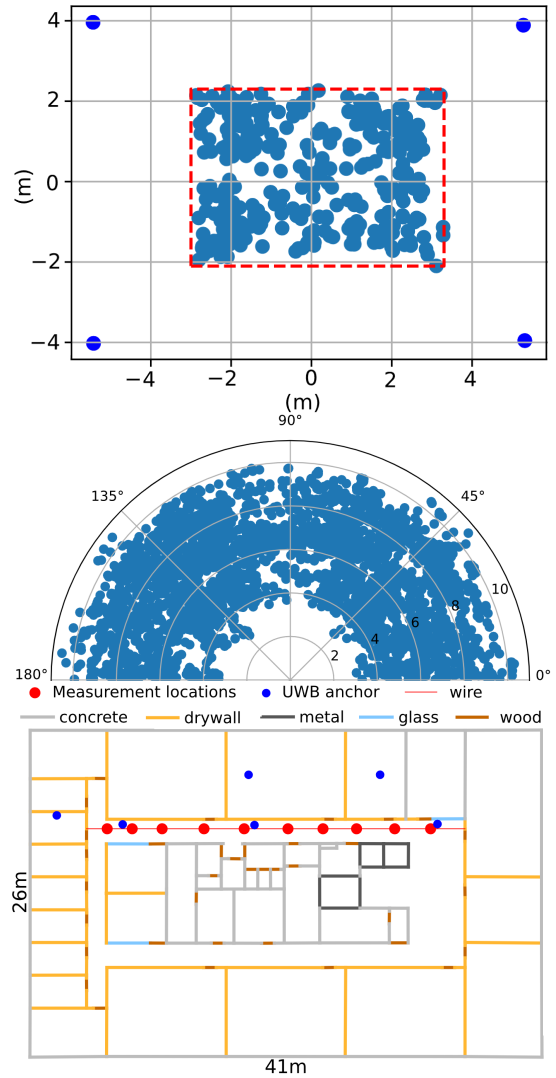 4
2
0
−2
−4
(m)
−4 −2 0 2 4
(m)
90°
135° 45°
10
8
6
4
2
180° 0°
Measurement locations UWB anchor wire
concrete drywall metal glass wood
26m
41m